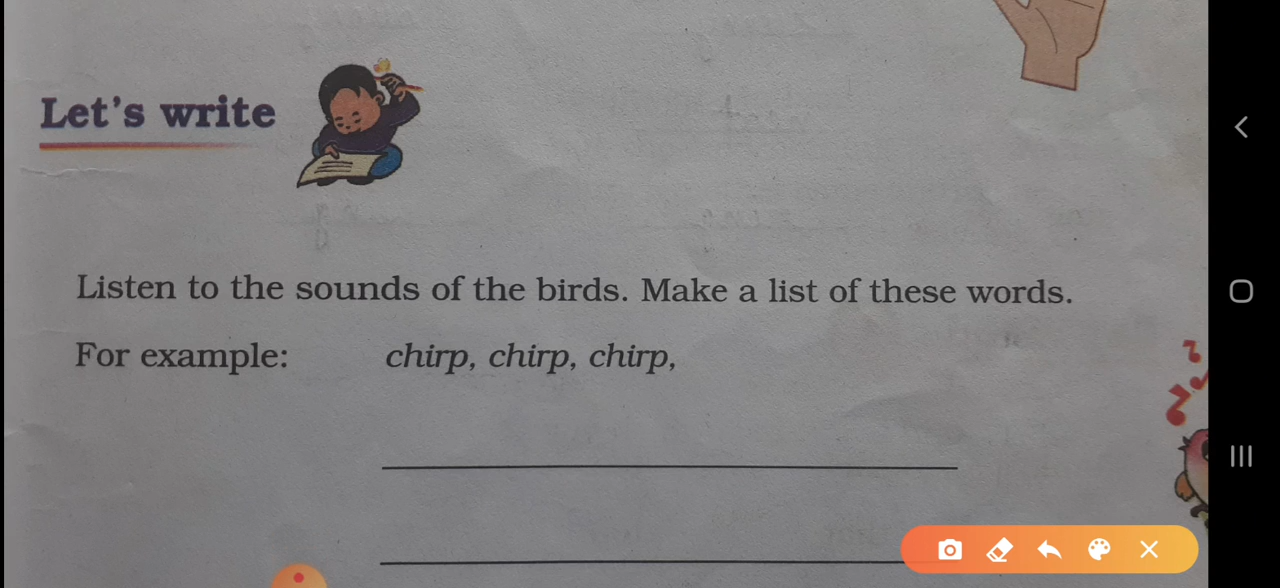 Let's write
Listen to the sounds of the birds. Make a list of these words.
For example: chirp, chirp, chirp,